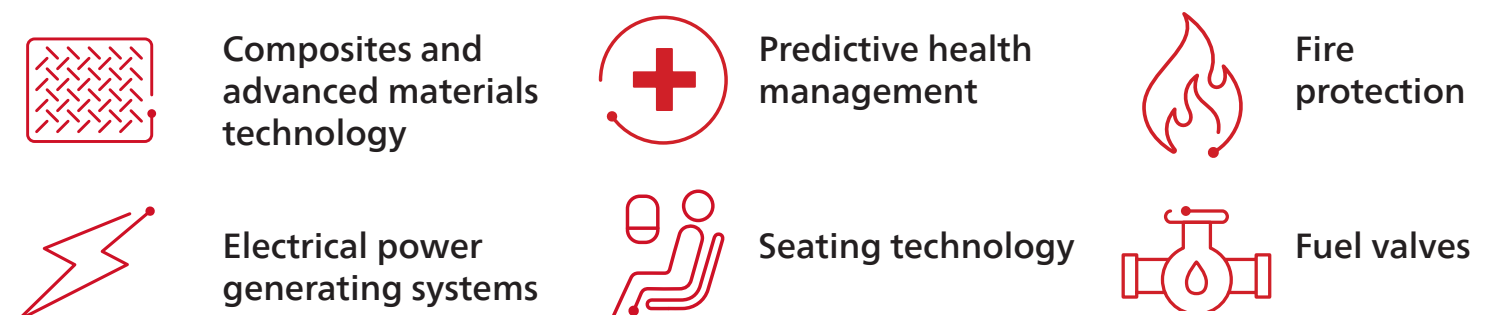 Composites and
advanced materials
technology
Predictive health
management
Fire
protection
Electrical power
generating systems
Seating technology
Fuel valves